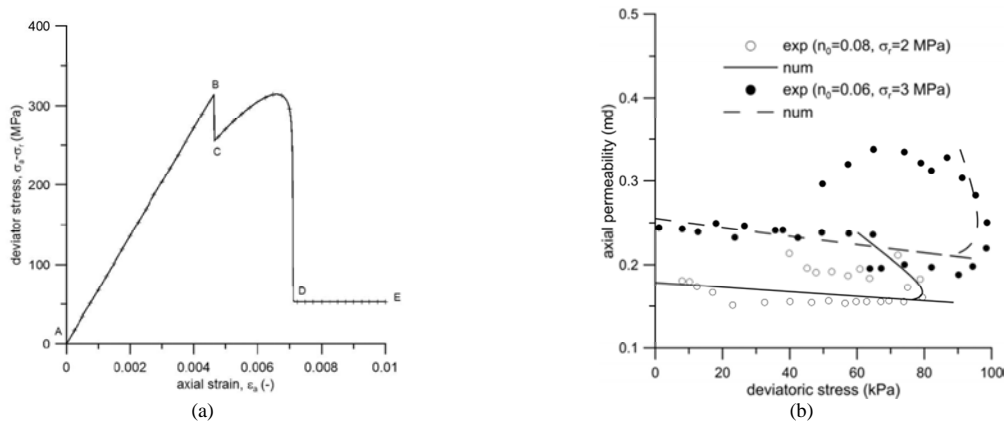 400
300
200
100
0
deviator stress, σa-σr (MPa)
A
B
C
D
E
0
0.002
0.004
0.006
0.008
0.01
axial strain, εa (-)
(a)
0.5
0.4
0.3
0.2
0.1
axial permeability (md)
exp (n0=0.08, σr=2 MPa)
num
exp (n0=0.06, σr=3 MPa)
num
0
20
40
60
80
100
deviatoric stress (kPa)
(b)